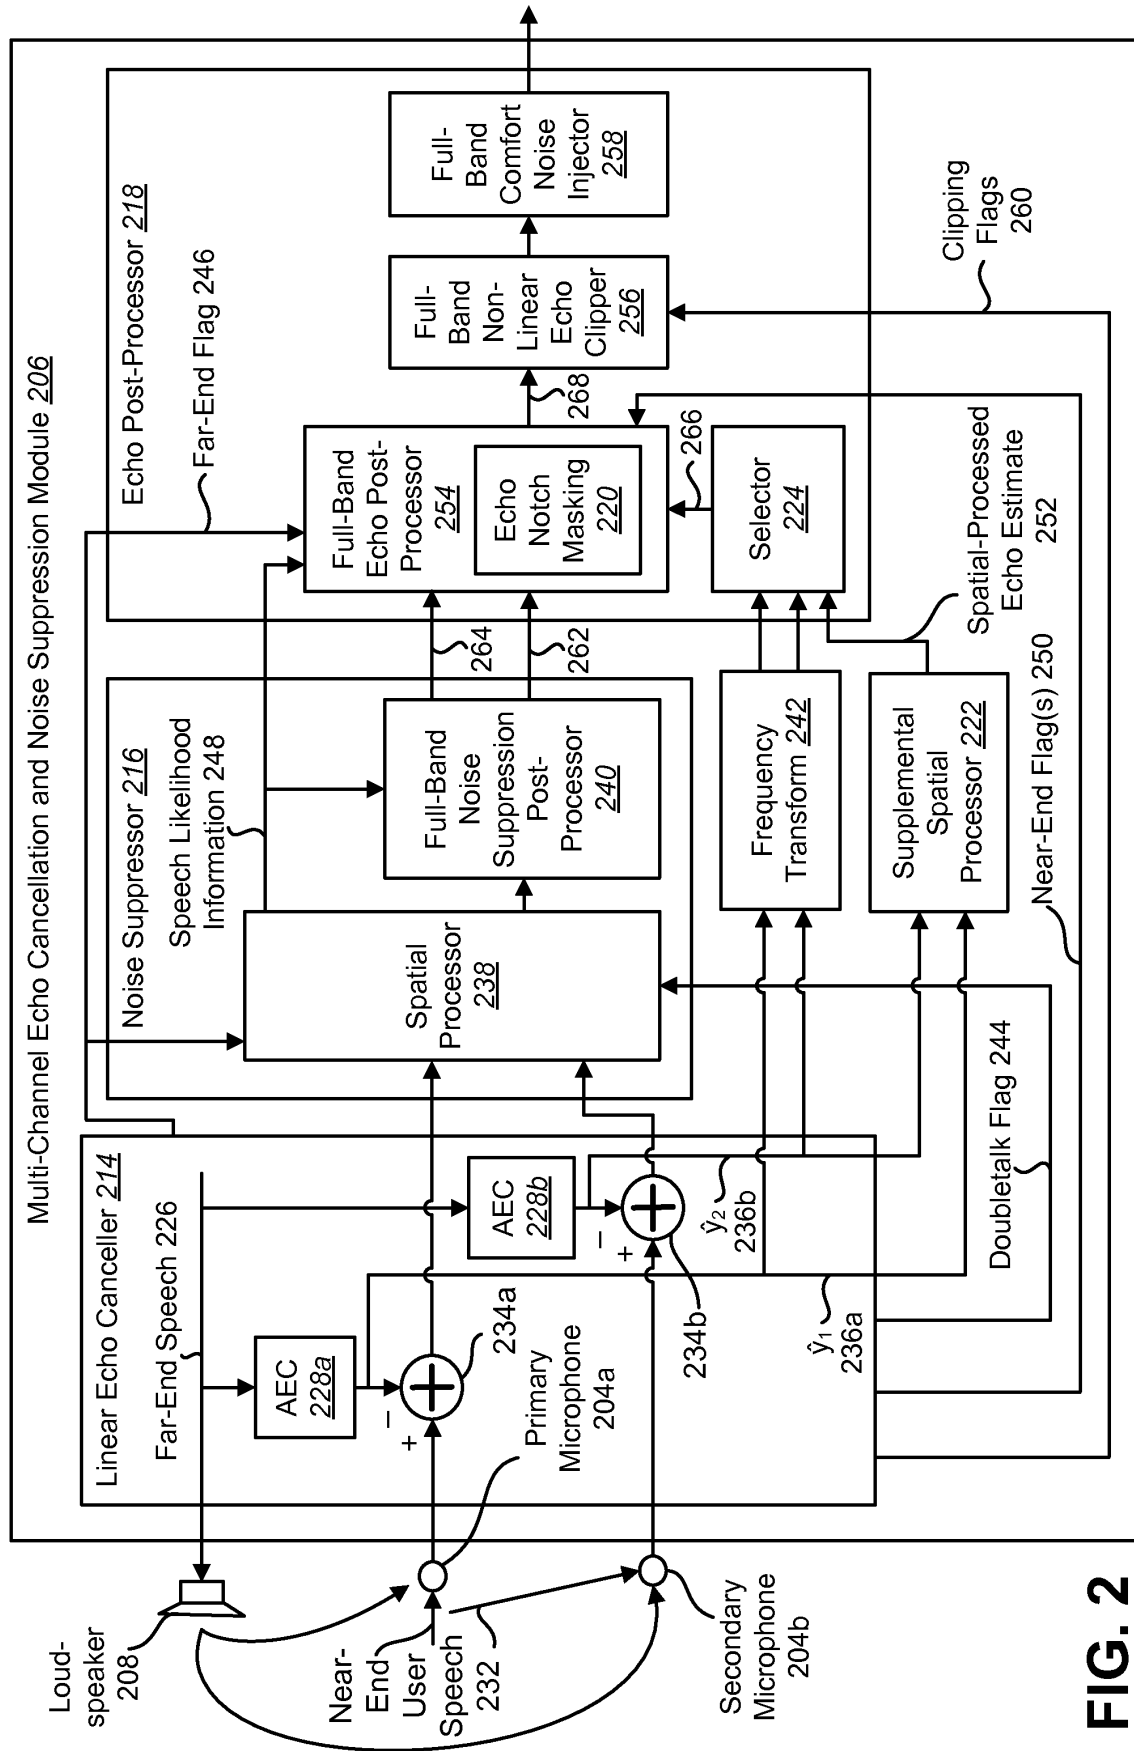 Multi-Channel Echo Cancellation and Noise Suppression Module 206
Linear Echo Canceller 214
Far-End Speech 226
AEC
228a
AEC
228b
−
+
−
+
234a
234b
Loud-
speaker
208
Near-
End
User
Speech
232
Primary
Microphone
204a
Secondary
Microphone
204b
ŷ1
236a
ŷ2
236b
Noise Suppressor 216
Speech Likelihood
Information 248
Spatial
Processor
238
Full-Band
Noise
Suppression
Post-
Processor
240
Frequency
Transform 242
Supplemental
Spatial
Processor 222
Doubletalk Flag 244
Near-End Flag(s) 250
Spatial-Processed
Echo Estimate
252
Echo Post-Processor 218
Far-End Flag 246
264
262
Full-Band
Echo Post-
Processor
254
Echo
Notch
Masking
220
266
268
Selector
224
Full-
Band
Non-
Linear
Echo
Clipper
256
Full-
Band
Comfort
Noise
Injector
258
Clipping
Flags
260
FIG. 2